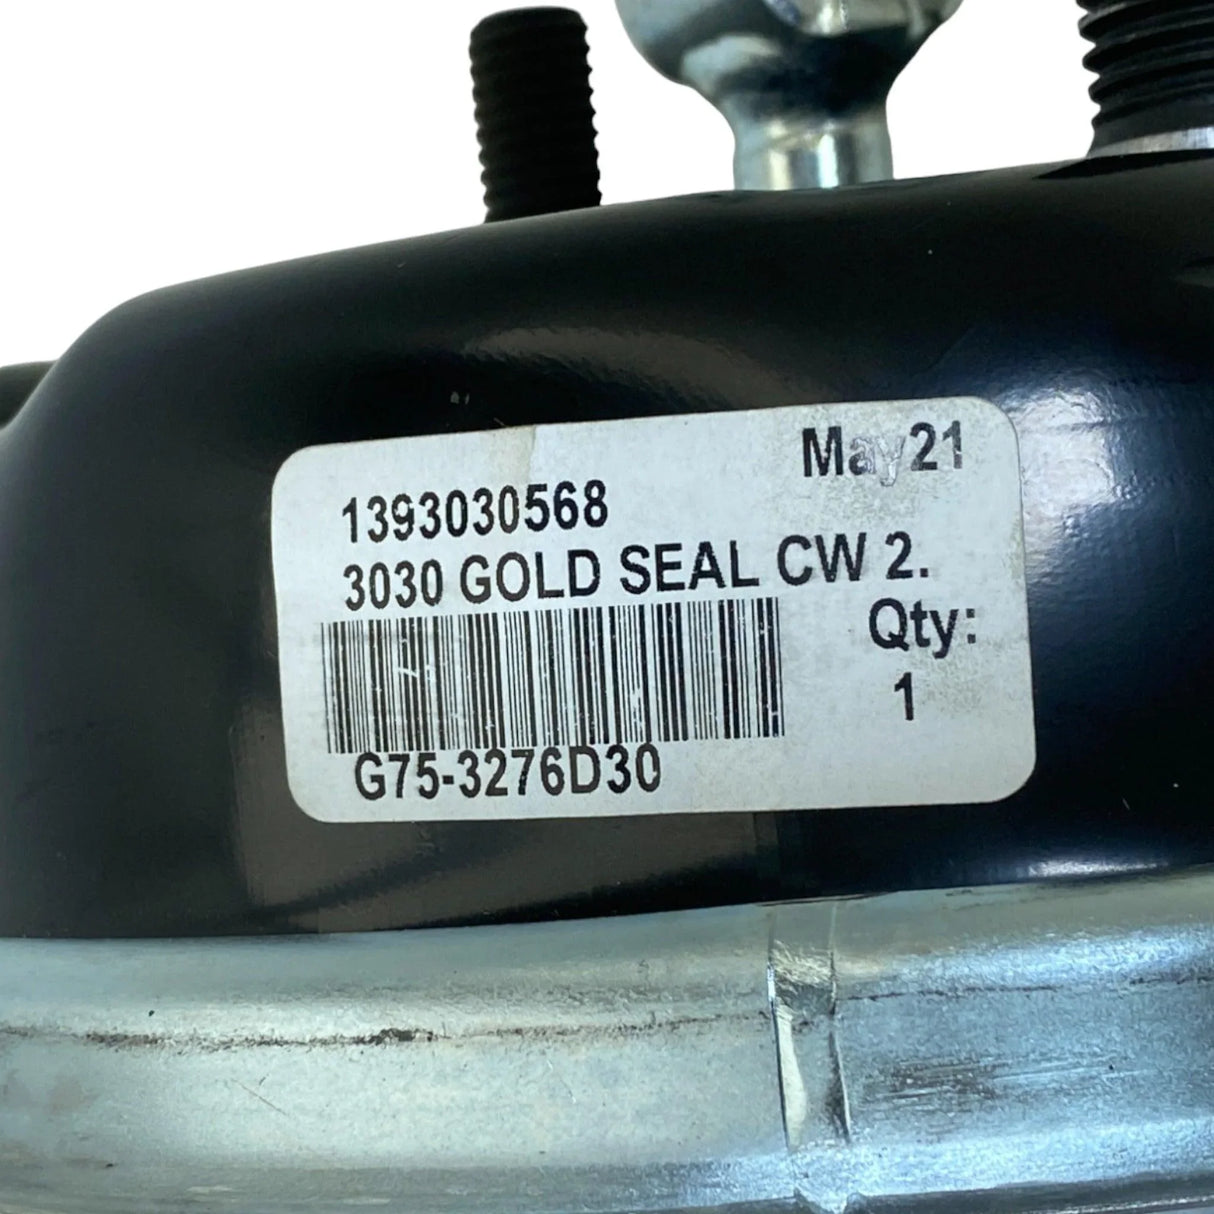 May21
1393030568
3030 GOLD SEAL CW 2.
Qty:
1
G75-3276D30